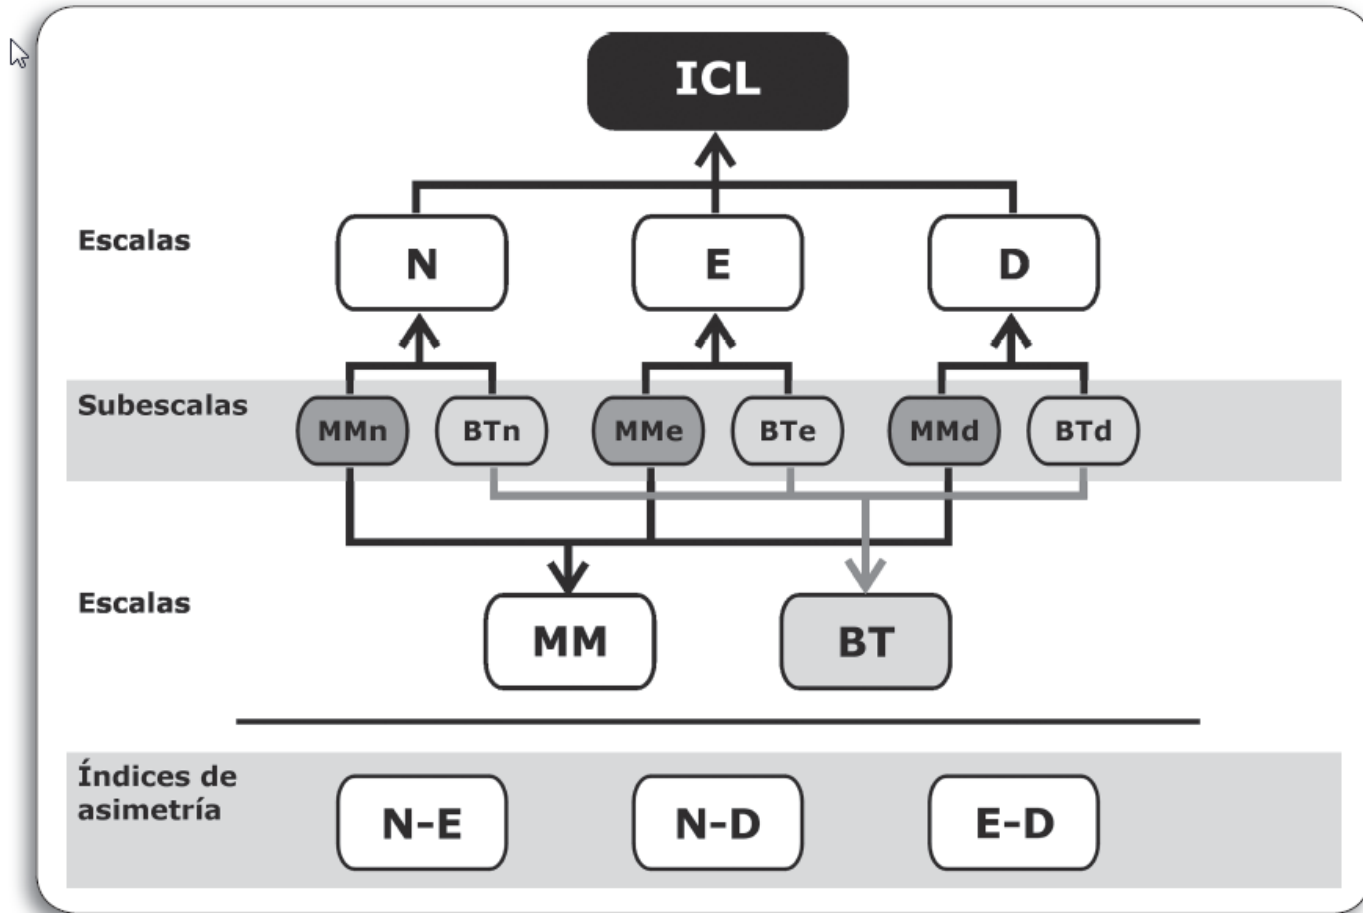 ICL
Escalas
N
E
D
Subescalas
MMn
BTn
MMe
BTe
MMd
BTd
Escalas
MM
BT
Índices de
asimetría
N-E
N-D
E-D